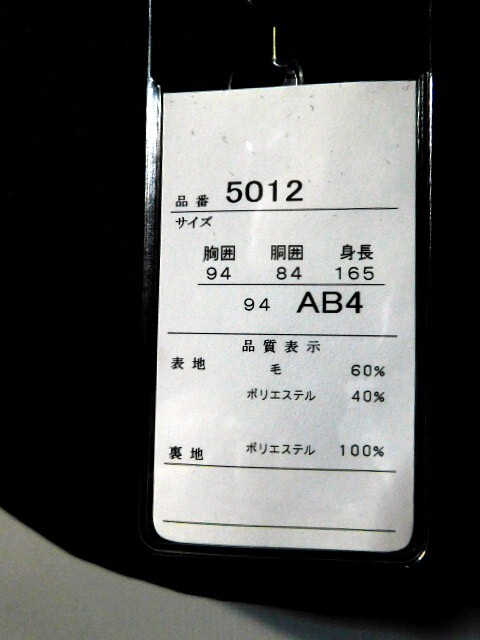 品番 5012
サイズ
胸囲 胴囲 身長
94 84 165
94 AB4
品質表示
表地 毛 60%
ポリエステル 40%
裏地 ポリエステル 100%